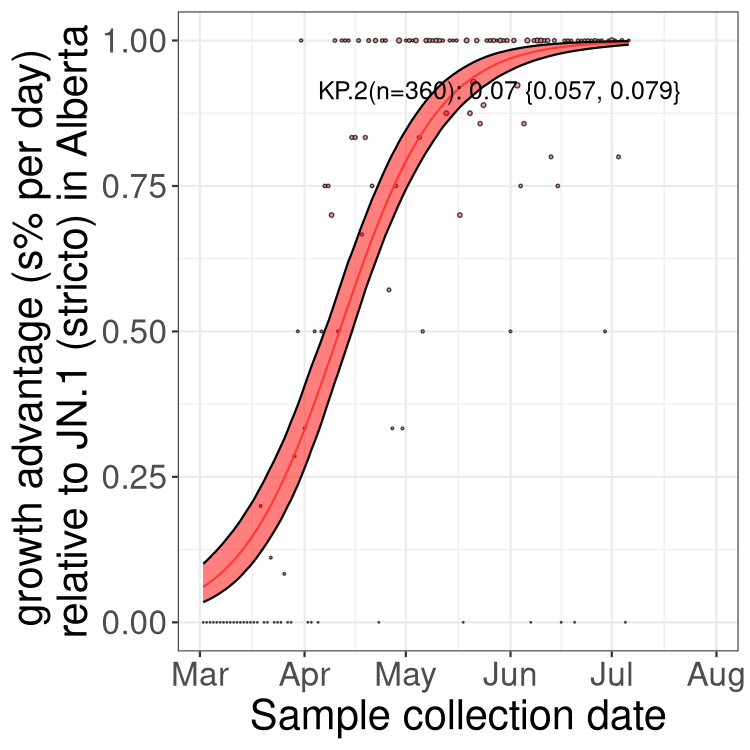 growth advantage (s% per day)
relative to JN.1 (stricto) in Alberta
1.00
0.75
0.50
0.25
0.00
KP.2(n=360): 0.07 {0.057, 0.079}
Mar Apr May Jun Jul Aug
Sample collection date